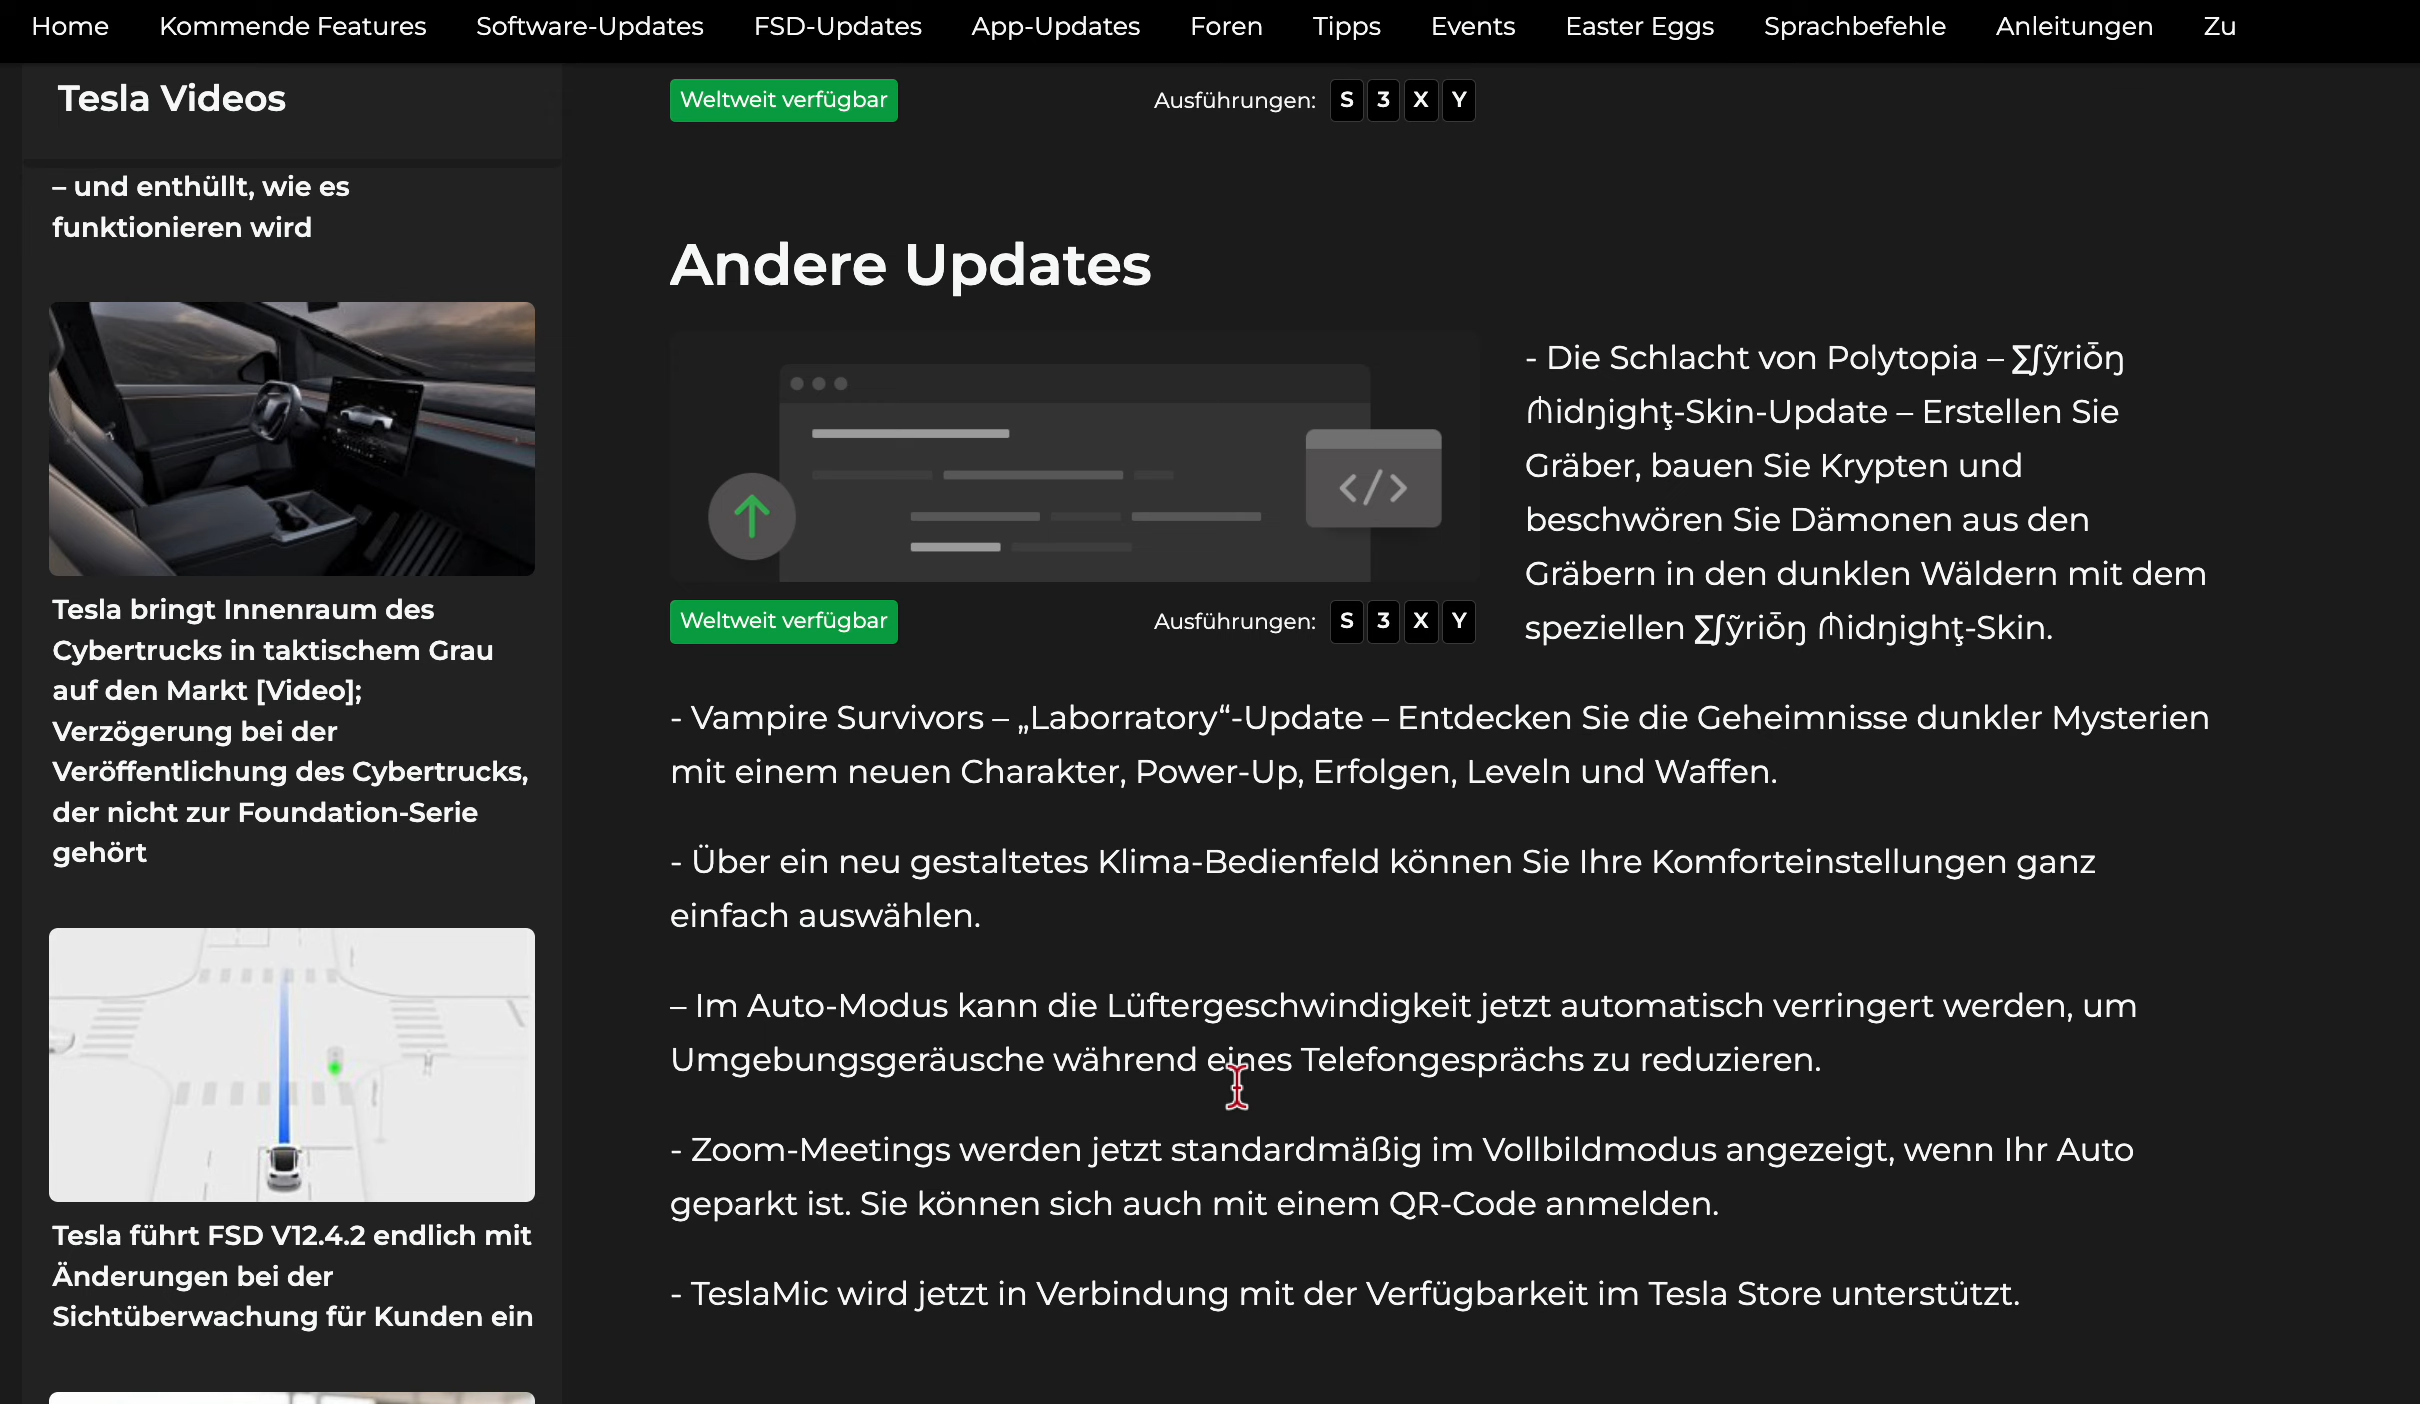 Home Kommende Features Software-Updates FSD-Updates App-Updates Foren Tipps Events Easter Eggs Sprachbefehle Anleitungen Zu
Tesla Videos
– und enthüllt, wie es
funktionieren wird
Tesla bringt Innenraum des
Cybertrucks in taktischem Grau
auf den Markt [Video];
Verzögerung bei der
Veröffentlichung des Cybertrucks,
der nicht zur Foundation-Serie
gehört
Tesla führt FSD V12.4.2 endlich mit
Änderungen bei der
Sichtüberwachung für Kunden ein
Weltweit verfügbar
Ausführungen: S 3 X Y
Andere Updates
</>
Weltweit verfügbar
Ausführungen: S 3 X Y
- Die Schlacht von Polytopia – ∑∫ỹriȱŋ
₼idŋighţ-Skin-Update – Erstellen Sie
Gräber, bauen Sie Krypten und
beschwören Sie Dämonen aus den
Gräbern in den dunklen Wäldern mit dem
speziellen ∑∫ỹriȱŋ ₼idŋighţ-Skin.
- Vampire Survivors – „Laborratory“-Update – Entdecken Sie die Geheimnisse dunkler Mysterien
mit einem neuen Charakter, Power-Up, Erfolgen, Leveln und Waffen.
- Über ein neu gestaltetes Klima-Bedienfeld können Sie Ihre Komforteinstellungen ganz
einfach auswählen.
– Im Auto-Modus kann die Lüftergeschwindigkeit jetzt automatisch verringert werden, um
Umgebungsgeräusche während eines Telefongesprächs zu reduzieren.
- Zoom-Meetings werden jetzt standardmäßig im Vollbildmodus angezeigt, wenn Ihr Auto
geparkt ist. Sie können sich auch mit einem QR-Code anmelden.
- TeslaMic wird jetzt in Verbindung mit der Verfügbarkeit im Tesla Store unterstützt.